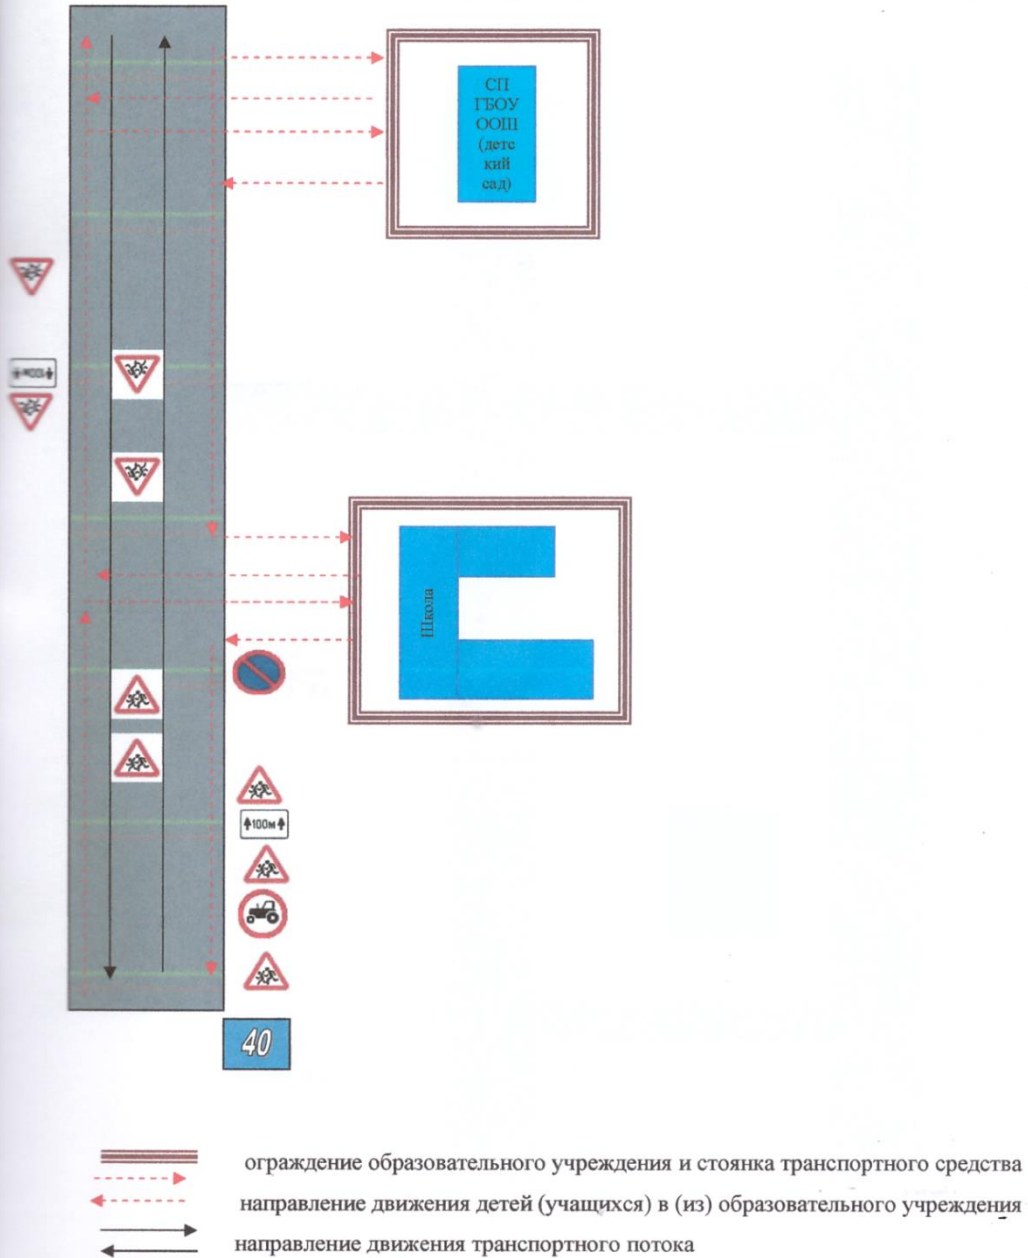 СП
ГБОУ
ООШ
(детс
кий
сад)
100м
Школа
100м
40
ограждение образовательного учреждения и стоянка транспортного средства
направление движения детей (учащихся) в (из) образовательного учреждения
направление движения транспортного потока